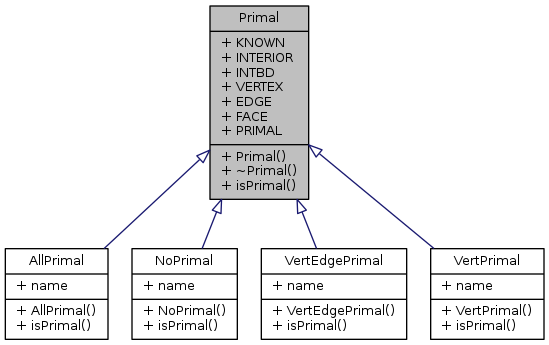 Primal
+ KNOWN
+ INTERIOR
+ INTBD
+ VERTEX
+ EDGE
+ FACE
+ PRIMAL
+ Primal()
+ ~Primal()
+ isPrimal()
AllPrimal
+ name
+ AllPrimal()
+ isPrimal()
NoPrimal
+ name
+ NoPrimal()
+ isPrimal()
VertEdgePrimal
+ name
+ VertEdgePrimal()
+ isPrimal()
VertPrimal
+ name
+ VertPrimal()
+ isPrimal()